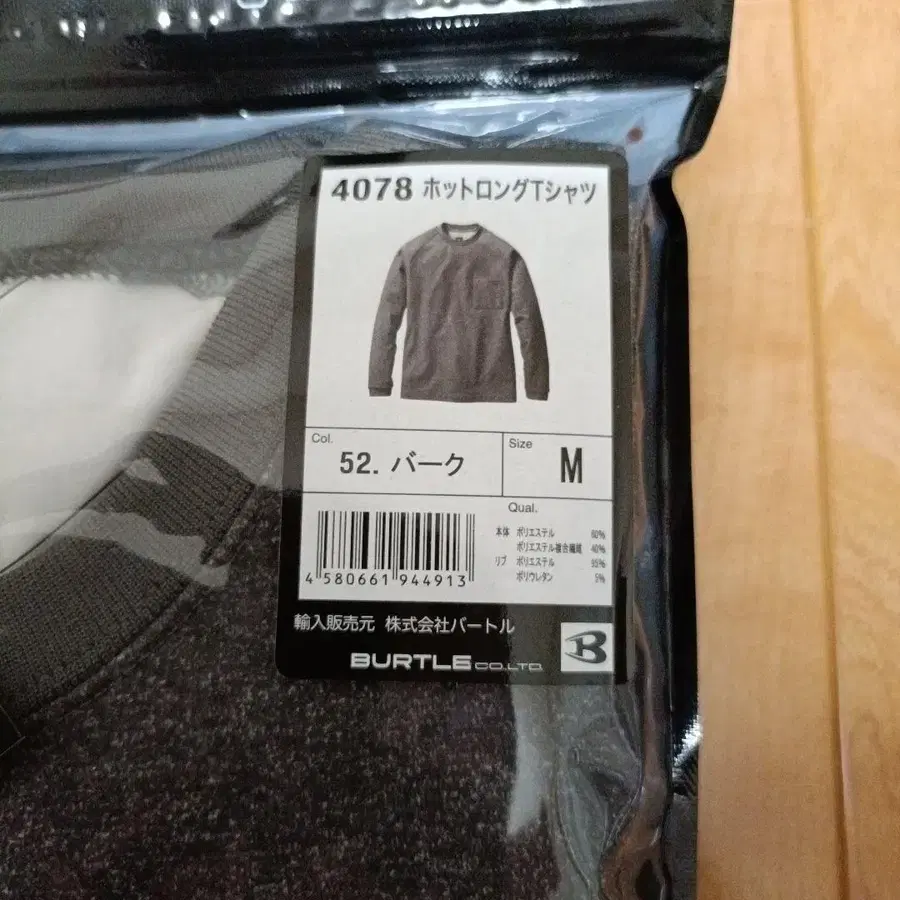 4078 ホットロングTシャツ
Col.
52. バーク
Size
M
Qual.
本体 ポリエステル 60%
ポリエステル複合繊維 40%
リブ ポリエステル 95%
ポリウレタン 5%
4 580661 944913
輸入販売元 株式会社バートル
BURTLE CO.LTD.
B